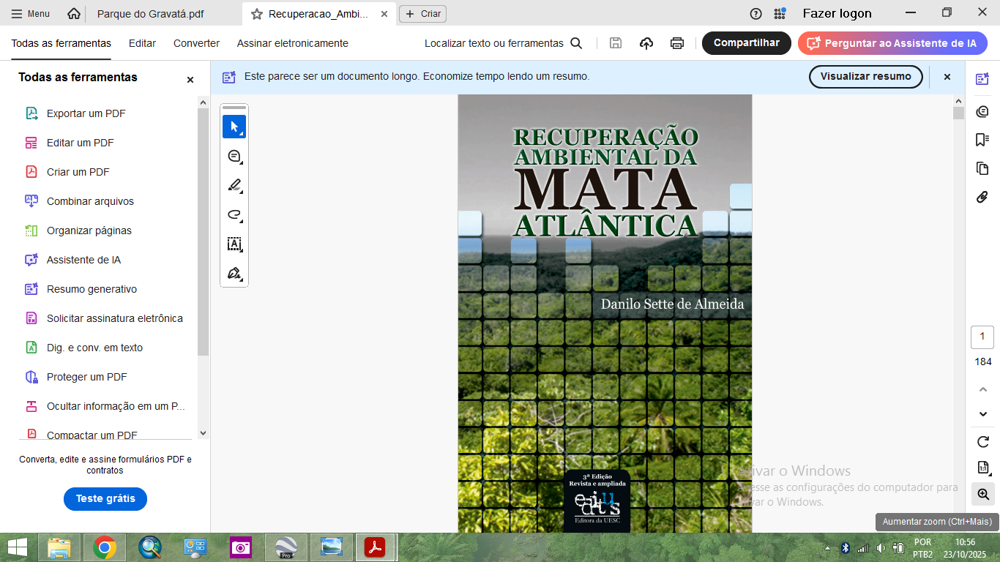 Menu
Parque do Gravatá.pdf
Recuperacao_Ambi...
Criar
Fazer logon
Todas as ferramentas
Editar
Converter
Assinar eletronicamente
Localizar texto ou ferramentas
Compartilhar
Perguntar ao Assistente de IA
Todas as ferramentas
Exportar um PDF
Editar um PDF
Criar um PDF
Combinar arquivos
Organizar páginas
Assistente de IA
Resumo generativo
Solicitar assinatura eletrônica
Dig. e conv. em texto
Proteger um PDF
Ocultar informação em um P...
Compactar um PDF
Converta, edite e assine formulários PDF e
contratos
Teste grátis
Este parece ser um documento longo. Economize tempo lendo um resumo.
Visualizar resumo
RECUPERAÇÃO
AMBIENTAL DA
MATA
ATLÂNTICA
Danilo Sette de Almeida
3ª Edição
Revista e ampliada
editus
Editora da UESC
1
184
Ativar o Windows
Acesse as configurações do computador para
ativar o Windows.
Aumentar zoom (Ctrl+Mais)
Pro
POR
PTB2
10:56
23/10/2025